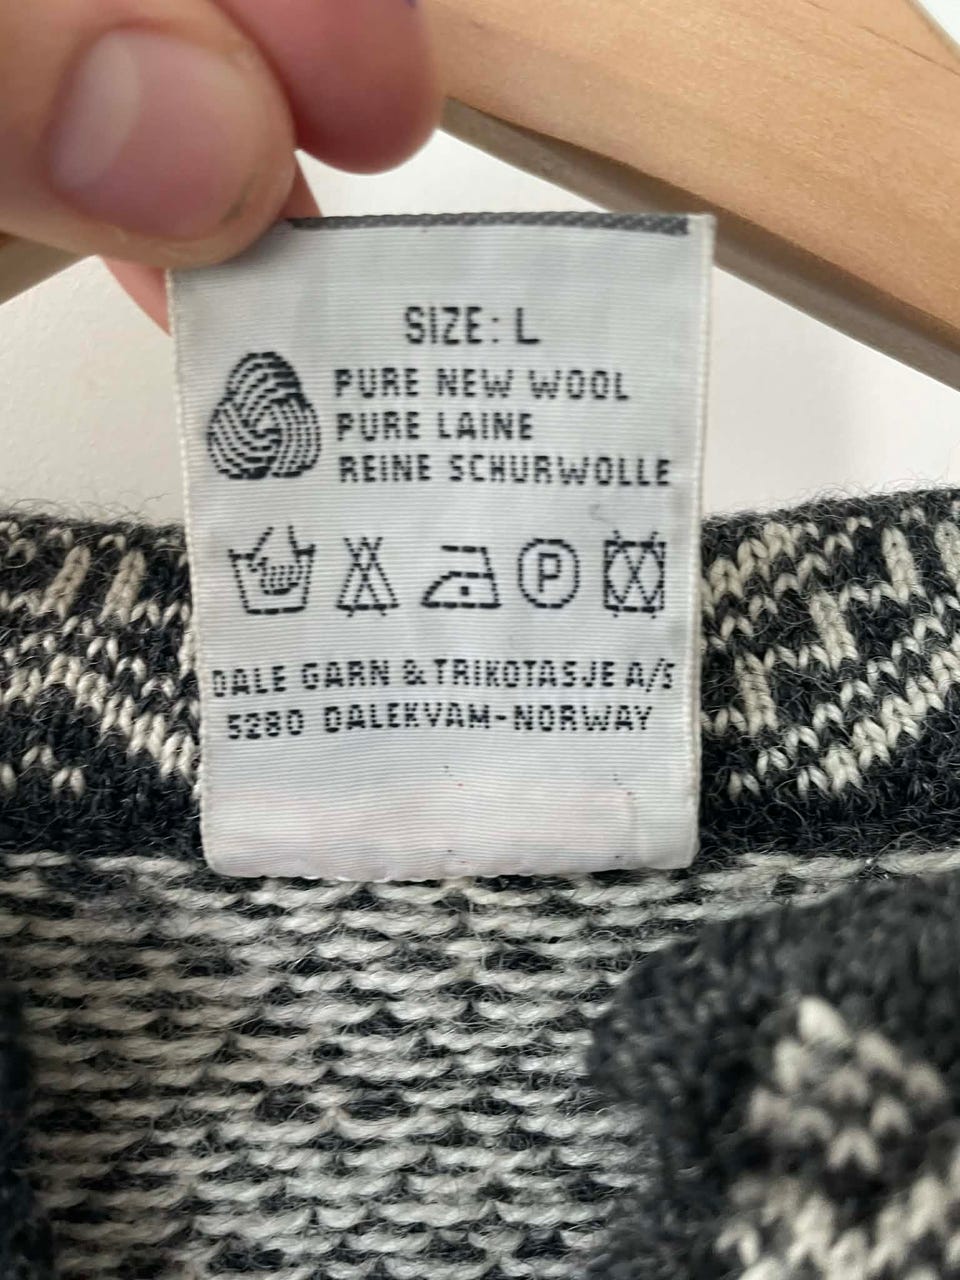 SIZE: L
PURE NEW WOOL
PURE LAINE
REINE SCHURWOLLE
P
DALE GARN & TRIKOTASJE A/S
5280 DALEKVAM-NORWAY